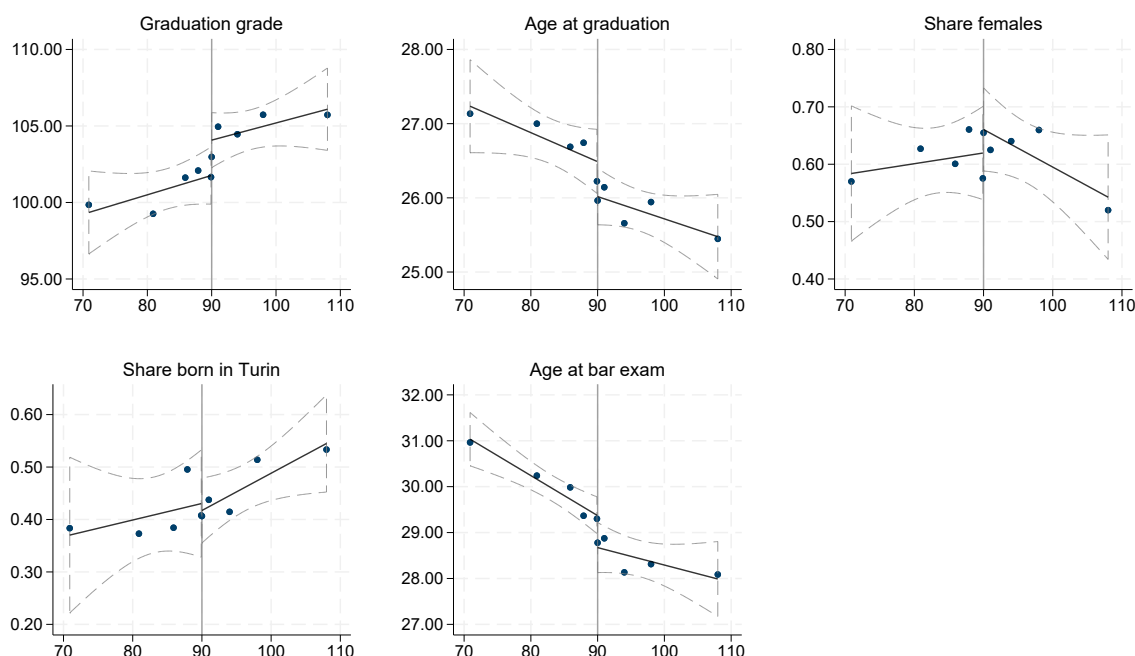 Graduation grade
110.00
105.00
100.00
95.00
70 80 90 100 110
Age at graduation
28.00
27.00
26.00
25.00
70 80 90 100 110
Share females
0.80
0.70
0.60
0.50
0.40
70 80 90 100 110
Share born in Turin
0.60
0.50
0.40
0.30
0.20
70 80 90 100 110
Age at bar exam
32.00
31.00
30.00
29.00
28.00
27.00
70 80 90 100 110